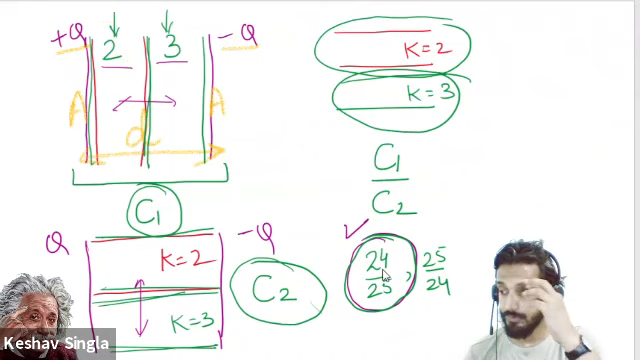 +Q 2 3 -Q
A A
d
C1
K=2
K=3
C1
C2
Q -Q
K=2
K=3
C2
24
25
,
25
24
Keshav Singla